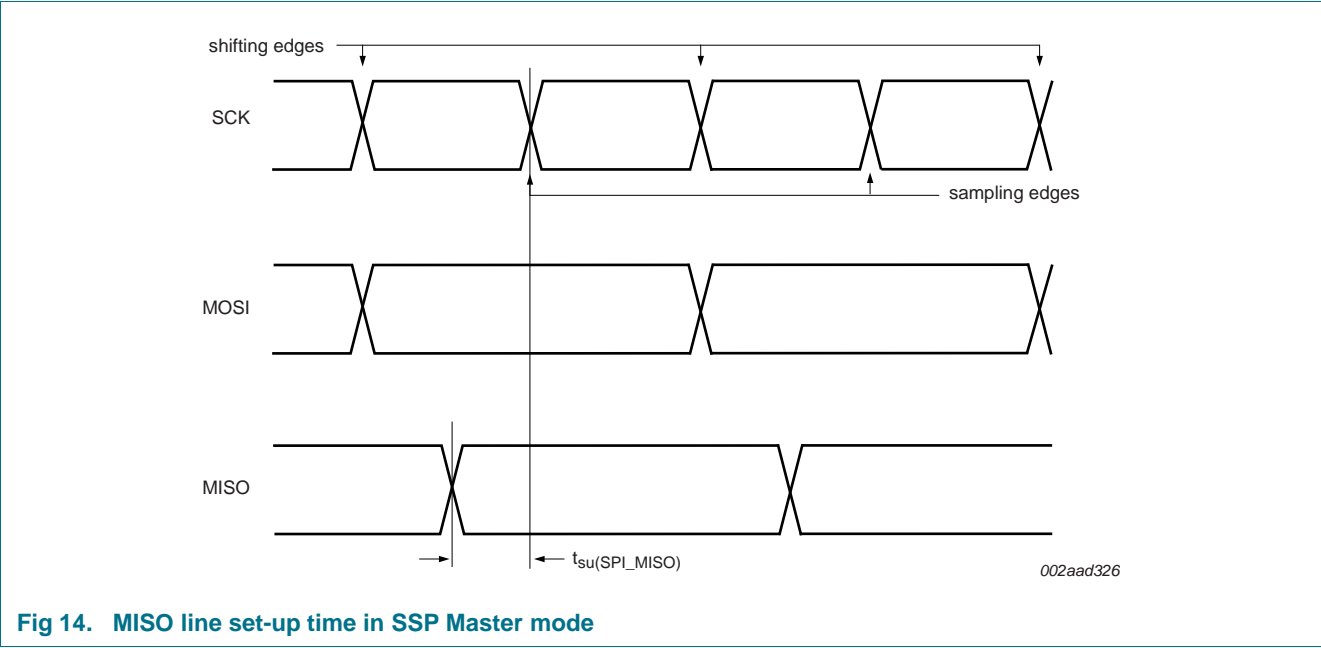 shifting edges
SCK
sampling edges
MOSI
MISO
tsu(SPI_MISO)
002aad326
Fig 14. MISO line set-up time in SSP Master mode